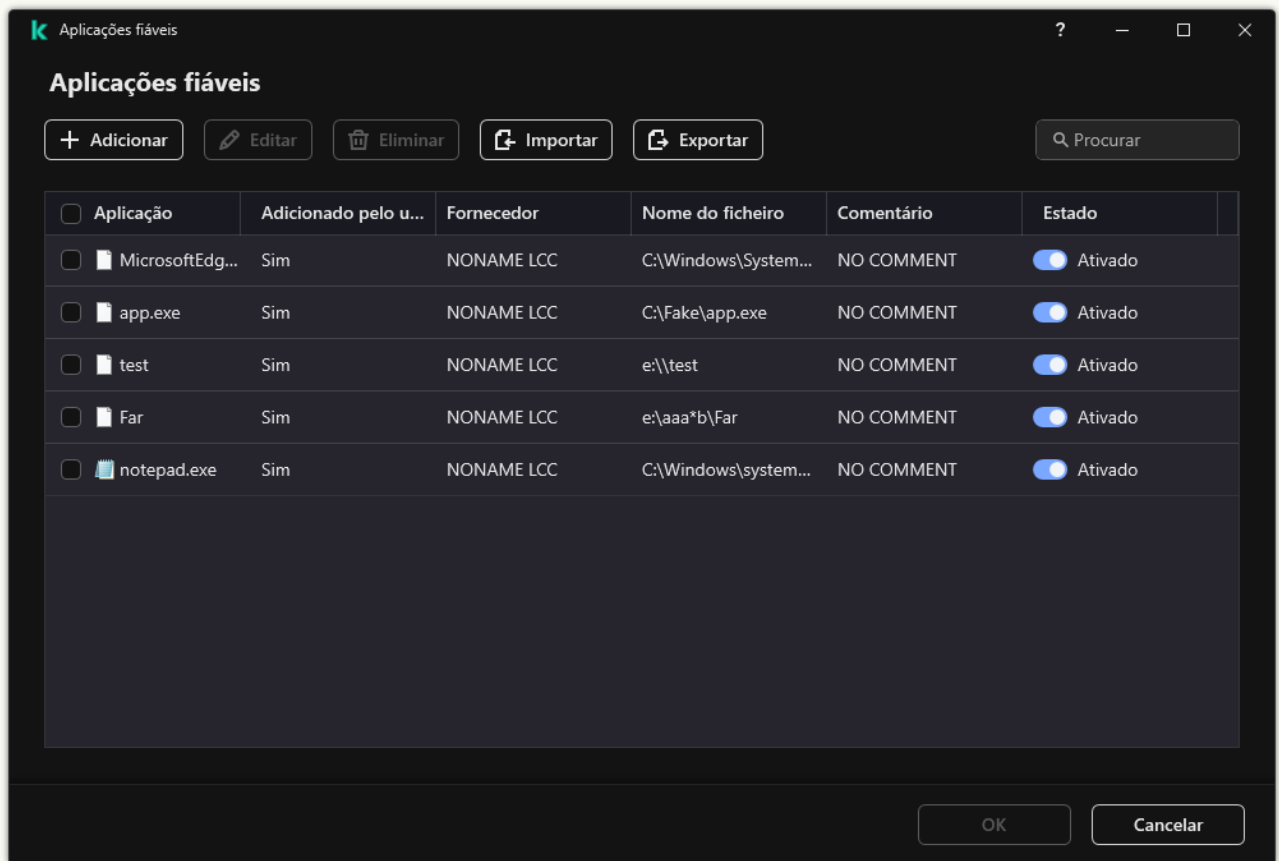 Aplicações fiáveis
?
Aplicações fiáveis
Adicionar Editar Eliminar Importar Exportar Procurar
Aplicação Adicionado pelo u... Fornecedor Nome do ficheiro Comentário Estado
MicrosoftEdg... Sim NONAME LCC C:\Windows\System... NO COMMENT Ativado
app.exe Sim NONAME LCC C:\Fake\app.exe NO COMMENT Ativado
test Sim NONAME LCC e:\\test NO COMMENT Ativado
Far Sim NONAME LCC e:\aaa*b\Far NO COMMENT Ativado
notepad.exe Sim NONAME LCC C:\Windows\system... NO COMMENT Ativado
OK Cancelar